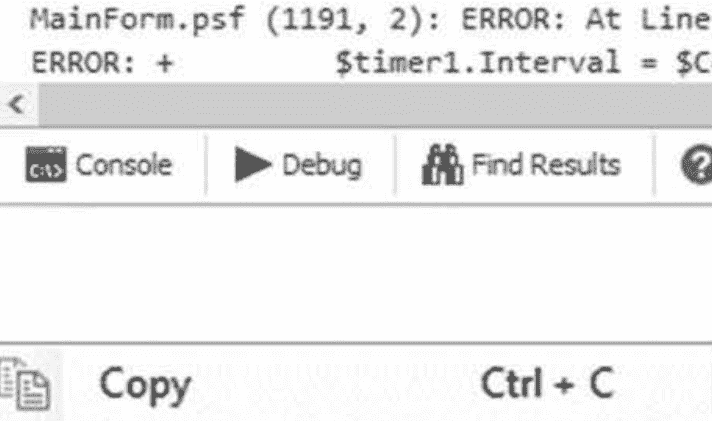 MainForm.psf (1191, 2): ERROR: At Line
ERROR: + $timer1.Interval = $C
<
C:\> Console Debug Find Results ?
Copy Ctrl + C